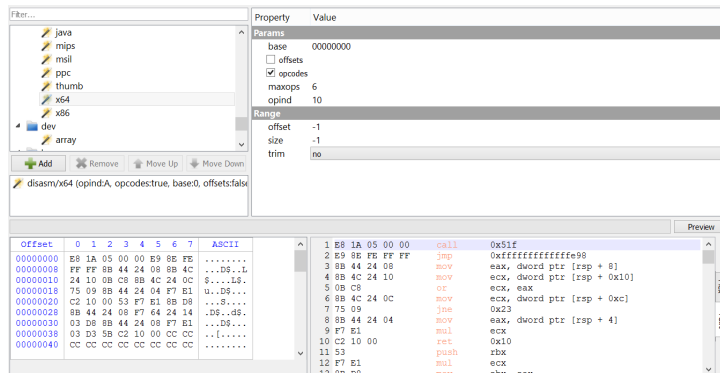 Filter...
java
mips
msil
ppc
thumb
x64
x86
dev
array
Add Remove Move Up Move Down
disasm/x64 (opind:A, opcodes:true, base:0, offsets:false
Property Value
Params
base 00000000
offsets
opcodes
maxops 6
opind 10
Range
offset -1
size -1
trim no
Preview
Offset 0 1 2 3 4 5 6 7 ASCII
00000000 E8 1A 05 00 00 E9 8E FE ........
00000008 FF FF 8B 44 24 08 8B 4C ...D$..L
00000010 24 10 0B C8 8B 4C 24 0C $....L$.
00000018 75 09 8B 44 24 04 F7 E1 u..D$...
00000020 C2 10 00 53 F7 E1 8B D8 ...S....
00000028 8B 44 24 08 F7 64 24 14 .D$..d$.
00000030 03 D8 8B 44 24 08 F7 E1 ...D$...
00000038 03 D3 5B C2 10 00 CC CC ..[.....
00000040 CC CC CC CC CC CC CC CC ........
1 E8 1A 05 00 00 call 0x51f
2 E9 8E FE FF FF jmp 0xfffffffffffffe98
3 8B 44 24 08 mov eax, dword ptr [rsp + 8]
4 8B 4C 24 10 mov ecx, dword ptr [rsp + 0x10]
5 0B C8 or ecx, eax
6 8B 4C 24 0C mov ecx, dword ptr [rsp + 0xc]
7 75 09 jne 0x23
8 8B 44 24 04 mov eax, dword ptr [rsp + 4]
9 F7 E1 mul ecx
10 C2 10 00 ret 0x10
11 53 push rbx
12 F7 E1 mul ecx